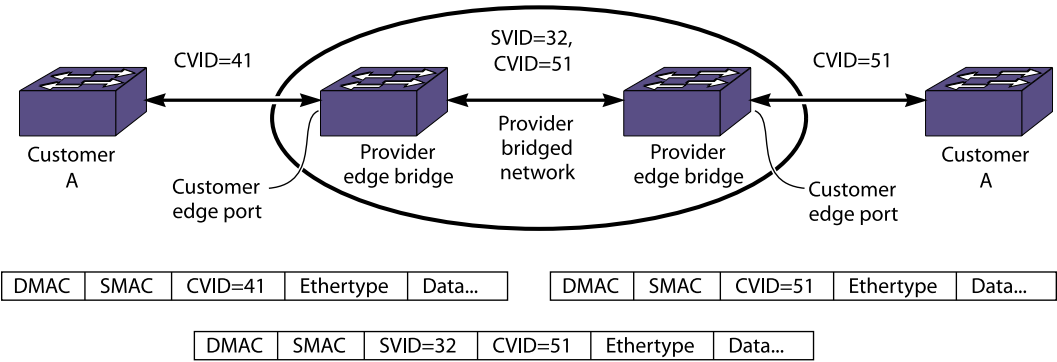 CVID=41
SVID=32,
CVID=51
CVID=51
Customer
A
Provider
edge bridge
Provider
bridged
network
Provider
edge bridge
Customer
A
Customer
edge port
Customer
edge port
DMAC SMAC CVID=41 Ethertype Data...
DMAC SMAC CVID=51 Ethertype Data...
DMAC SMAC SVID=32 CVID=51 Ethertype Data...